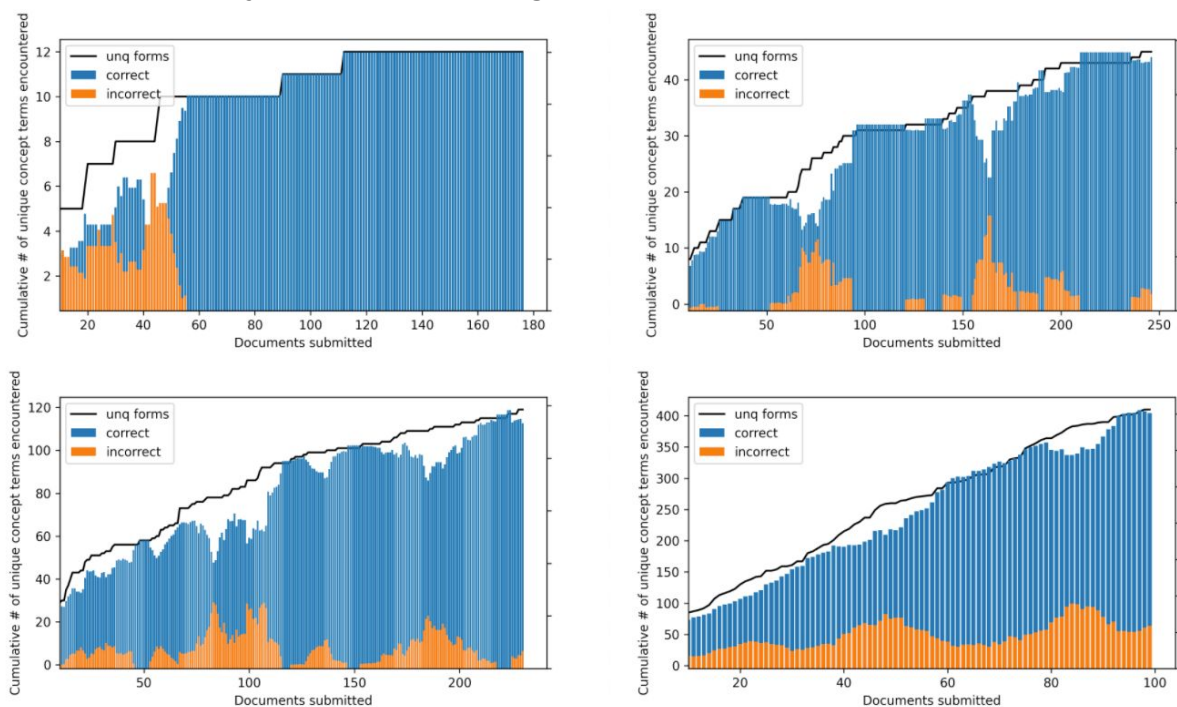 Cumulative # of unique concept terms encountered
12
10
8
6
4
2
unq forms
correct
incorrect
20 40 60 80 100 120 140 160 180
Documents submitted
Cumulative # of unique concept terms encountered
40
30
20
10
0
unq forms
correct
incorrect
50 100 150 200 250
Documents submitted
Cumulative # of unique concept terms encountered
120
100
80
60
40
20
0
unq forms
correct
incorrect
50 100 150 200
Documents submitted
Cumulative # of unique concept terms encountered
400
350
300
250
200
150
100
50
0
unq forms
correct
incorrect
20 40 60 80 100
Documents submitted